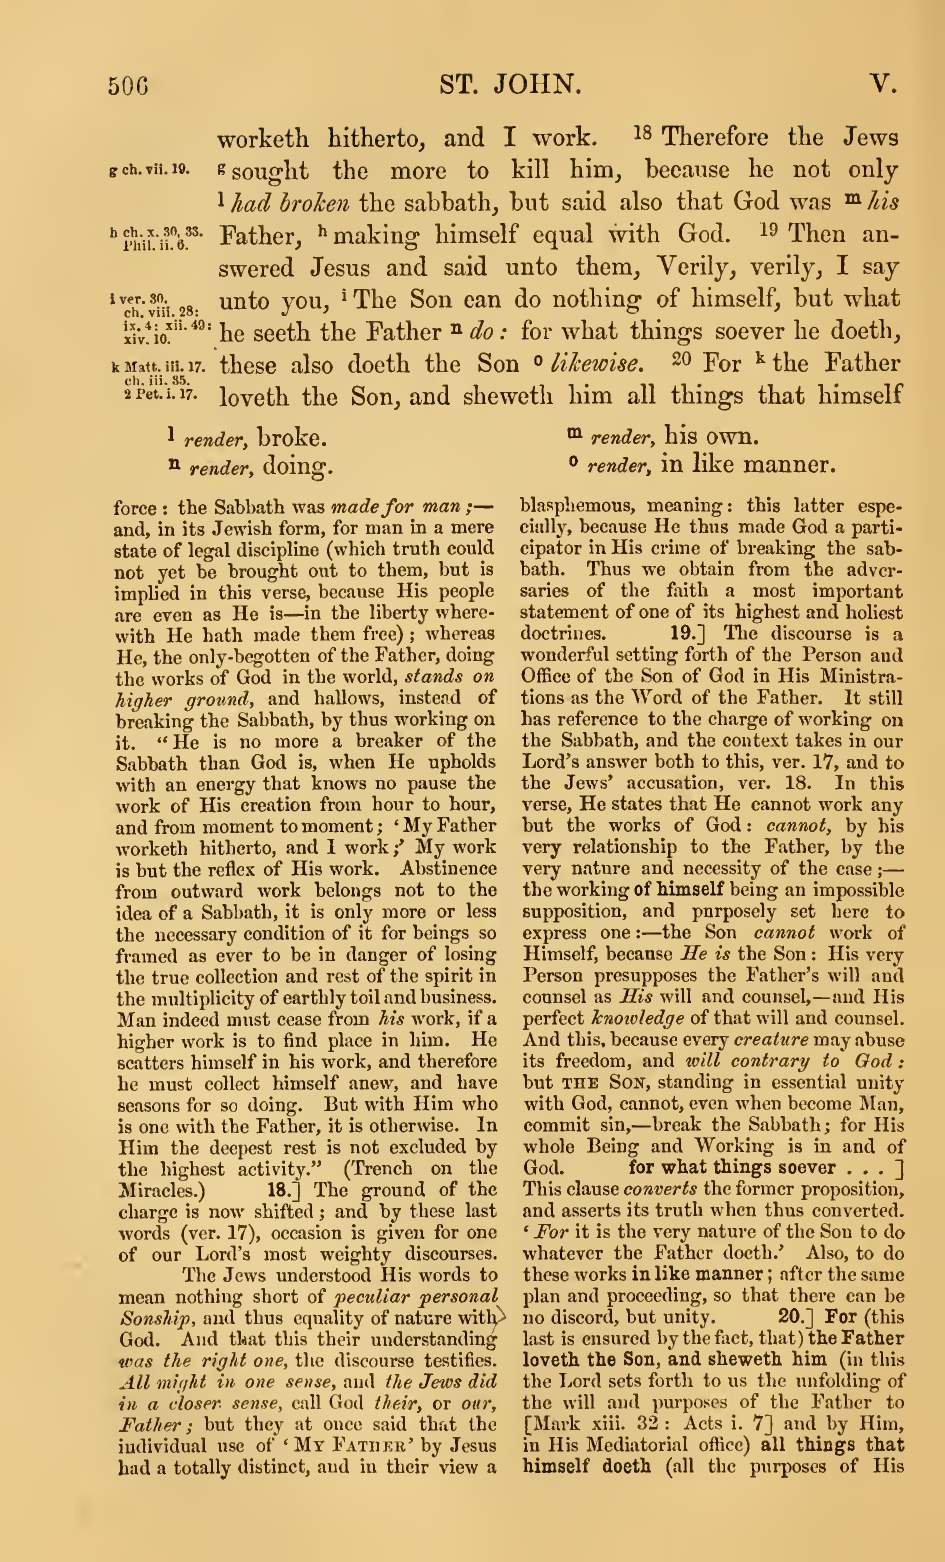 506 ST. JOHN. V.
worketh hitherto, and I work. 18 Therefore the Jews
g ch. vii. 19.
g sought the more to kill him, because he not only
l had broken the sabbath, but said also that God was m his
h ch. x. 30, 33.
Phil. ii. 6.
Father, h making himself equal with God. 19 Then an-
swered Jesus and said unto them, Verily, verily, I say
i ver. 30.
ch. viii. 28:
ix. 4: xii. 49:
xiv. 10.
unto you, i The Son can do nothing of himself, but what
he seeth the Father n do: for what things soever he doeth,
k Matt. iii. 17.
ch. iii. 35.
2 Pet. i. 17.
these also doeth the Son o likewise. 20 For k the Father
loveth the Son, and sheweth him all things that himself
l render, broke.
m render, his own.
n render, doing.
o render, in like manner.
force: the Sabbath was made for man;—
and, in its Jewish form, for man in a mere
state of legal discipline (which truth could
not yet be brought out to them, but is
implied in this verse, because His people
are even as He is—in the liberty where-
with He hath made them free); whereas
He, the only-begotten of the Father, doing
the works of God in the world, stands on
higher ground, and hallows, instead of
breaking the Sabbath, by thus working on
it. “He is no more a breaker of the
Sabbath than God is, when He upholds
with an energy that knows no pause the
work of His creation from hour to hour,
and from moment to moment; ‘My Father
worketh hitherto, and I work;’ My work
is but the reflex of His work. Abstinence
from outward work belongs not to the
idea of a Sabbath, it is only more or less
the necessary condition of it for beings so
framed as ever to be in danger of losing
the true collection and rest of the spirit in
the multiplicity of earthly toil and business.
Man indeed must cease from his work, if a
higher work is to find place in him. He
scatters himself in his work, and therefore
he must collect himself anew, and have
seasons for so doing. But with Him who
is one with the Father, it is otherwise. In
Him the deepest rest is not excluded by
the highest activity.” (Trench on the
Miracles.) 18.] The ground of the
charge is now shifted; and by these last
words (ver. 17), occasion is given for one
of our Lord's most weighty discourses.
The Jews understood His words to
mean nothing short of peculiar personal
Sonship, and thus equality of nature with
God. And that this their understanding
was the right one, the discourse testifies.
All might in one sense, and the Jews did
in a closer sense, call God their, or our,
Father; but they at once said that the
individual use of ‘MY FATHER’ by Jesus
had a totally distinct, and in their view a
blasphemous, meaning: this latter espe-
cially, because He thus made God a parti-
cipator in His crime of breaking the sab-
bath. Thus we obtain from the adver-
saries of the faith a most important
statement of one of its highest and holiest
doctrines. 19.] The discourse is a
wonderful setting forth of the Person and
Office of the Son of God in His Ministra-
tions as the Word of the Father. It still
has reference to the charge of working on
the Sabbath, and the context takes in our
Lord's answer both to this, ver. 17, and to
the Jews' accusation, ver. 18. In this
verse, He states that He cannot work any
but the works of God: cannot, by his
very relationship to the Father, by the
very nature and necessity of the case;—
the working of himself being an impossible
supposition, and purposely set here to
express one:—the Son cannot work of
Himself, because He is the Son: His very
Person presupposes the Father's will and
counsel as His will and counsel,—and His
perfect knowledge of that will and counsel.
And this, because every creature may abuse
its freedom, and will contrary to God:
but THE SON, standing in essential unity
with God, cannot, even when become Man,
commit sin,—break the Sabbath; for His
whole Being and Working is in and of
God. for what things soever . . . ]
This clause converts the former proposition,
and asserts its truth when thus converted.
‘For it is the very nature of the Son to do
whatever the Father doeth.’ Also, to do
these works in like manner; after the same
plan and proceeding, so that there can be
no discord, but unity. 20.] For (this
last is ensured by the fact, that) the Father
loveth the Son, and sheweth him (in this
the Lord sets forth to us the unfolding of
the will and purposes of the Father to
[Mark xiii. 32: Acts i. 7] and by Him,
in His Mediatorial office) all things that
himself doeth (all the purposes of His